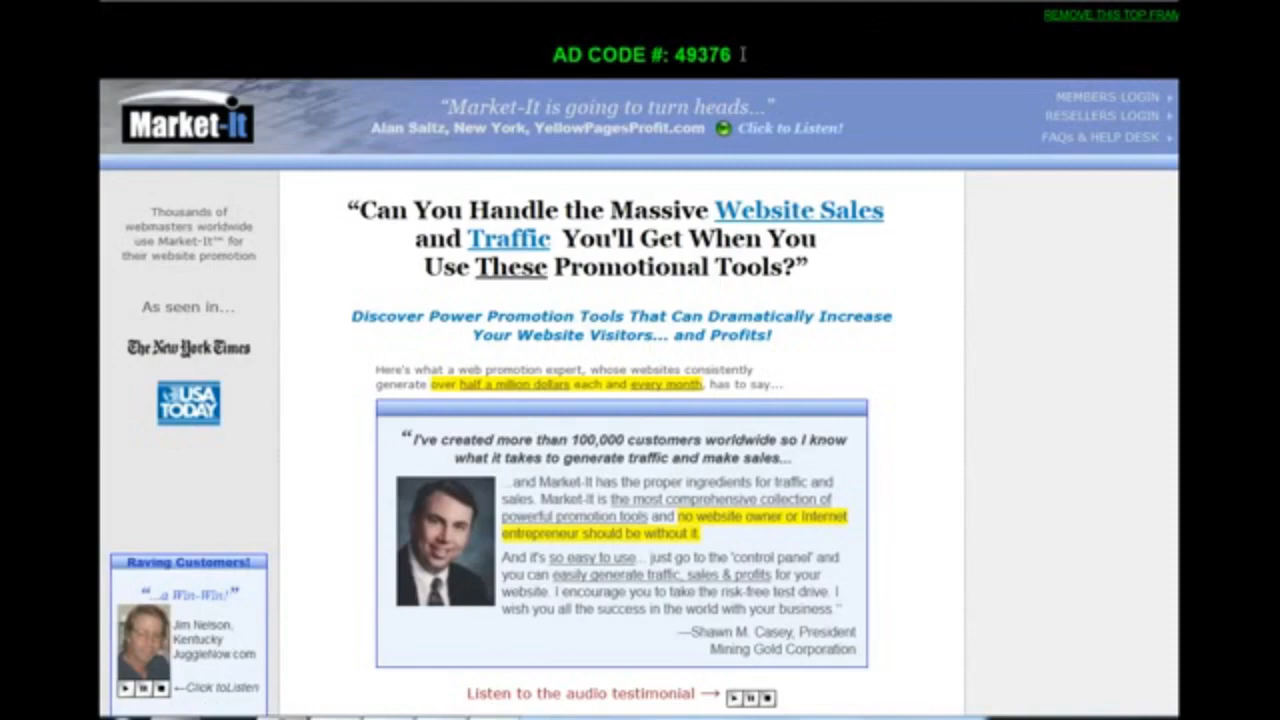 REMOVE THIS TOP FRAM
AD CODE #: 49376
Market-It
“Market-It is going to turn heads...”
Alan Saltz, New York, YellowPagesProfit.com Click to Listen!
MEMBERS LOGIN
RESELLERS LOGIN
FAQs & HELP DESK
Thousands of
webmasters worldwide
use Market-It™ for
their website promotion
As seen in...
The New York Times
USA
TODAY
“Can You Handle the Massive Website Sales
and Traffic You'll Get When You
Use These Promotional Tools?”
Discover Power Promotion Tools That Can Dramatically Increase
Your Website Visitors... and Profits!
Here's what a web promotion expert, whose websites consistently
generate over half a million dollars each and every month, has to say...
“I've created more than 100,000 customers worldwide so I know
what it takes to generate traffic and make sales...
...and Market-It has the proper ingredients for traffic and
sales. Market-It is the most comprehensive collection of
powerful promotion tools and no website owner or Internet
entrepreneur should be without it.
And it's so easy to use... just go to the 'control panel' and
you can easily generate traffic, sales & profits for your
website. I encourage you to take the risk-free test drive. I
wish you all the success in the world with your business.”
—Shawn M. Casey, President
Mining Gold Corporation
Listen to the audio testimonial →
Raving Customers!
“...a Win-Win!”
Jim Nelson,
Kentucky
JuggleNow.com
←Click toListen